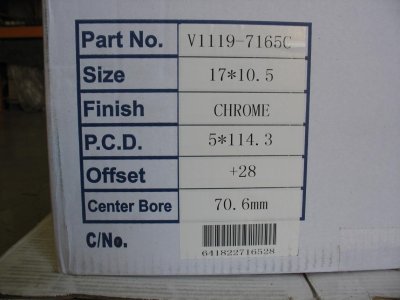 Part No. V1119-7165C
Size 17*10.5
Finish CHROME
P.C.D. 5*114.3
Offset +28
Center Bore 70.6mm
C/No.
641822716528